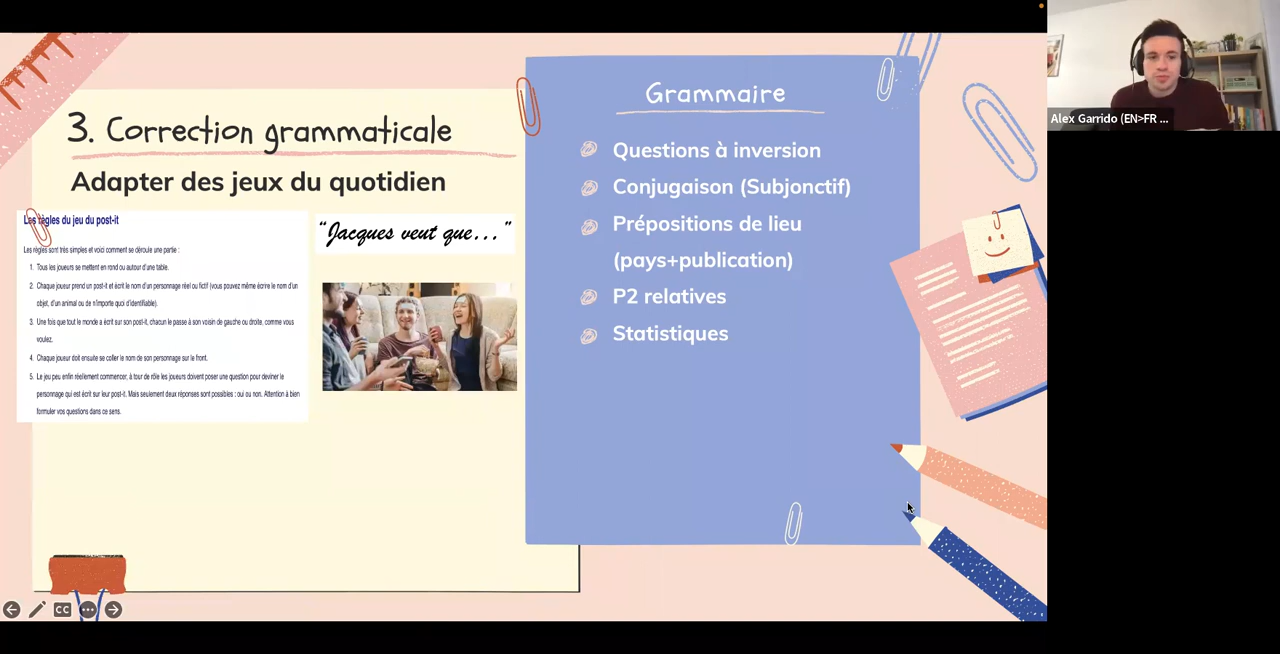 3. Correction grammaticale
Adapter des jeux du quotidien
Les règles du jeu du post-it
Les règles sont très simples et voici comment se déroule une partie :
1. Tous les joueurs se mettent en rond ou autour d'une table.
2. Chaque joueur prend un post-it et écrit le nom d'un personnage réel ou fictif (vous pouvez même écrire le nom d'un
objet, d'un animal ou de n'importe quoi d'identifiable).
3. Une fois que tout le monde a écrit sur son post-it, chacun le passe à son voisin de gauche ou droite, comme vous
voulez.
4. Chaque joueur doit ensuite se coller le nom de son personnage sur le front.
5. Le jeu peu enfin réellement commencer, à tour de rôle les joueurs doivent poser une question pour deviner le
personnage qui est écrit sur leur post-it. Mais seulement deux réponses sont possibles : oui ou non. Attention à bien
formuler vos questions dans ce sens.
“Jacques veut que...”
Grammaire
Questions à inversion
Conjugaison (Subjonctif)
Prépositions de lieu
(pays+publication)
P2 relatives
Statistiques
Alex Garrido (EN>FR ...
CC